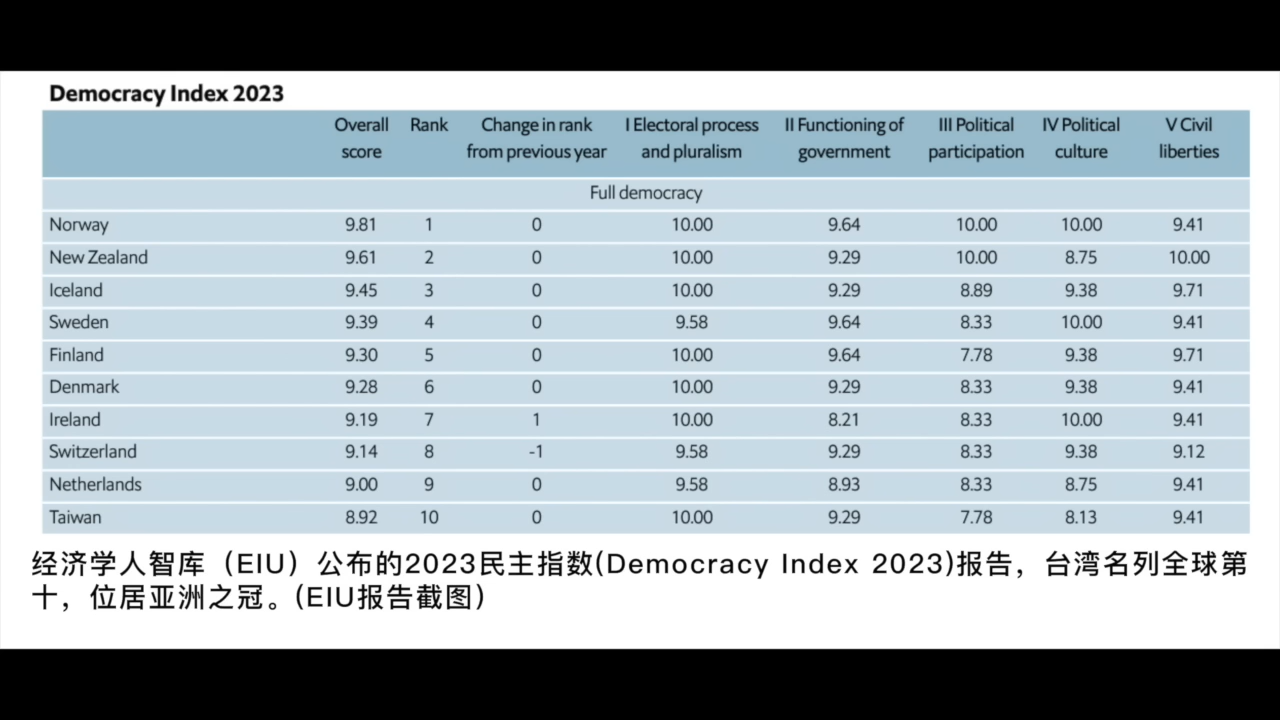 Democracy Index 2023
Overall score Rank Change in rank from previous year I Electoral process and pluralism II Functioning of government III Political participation IV Political culture V Civil liberties
Full democracy
Norway 9.81 1 0 10.00 9.64 10.00 10.00 9.41
New Zealand 9.61 2 0 10.00 9.29 10.00 8.75 10.00
Iceland 9.45 3 0 10.00 9.29 8.89 9.38 9.71
Sweden 9.39 4 0 9.58 9.64 8.33 10.00 9.41
Finland 9.30 5 0 10.00 9.64 7.78 9.38 9.71
Denmark 9.28 6 0 10.00 9.29 8.33 9.38 9.41
Ireland 9.19 7 1 10.00 8.21 8.33 10.00 9.41
Switzerland 9.14 8 -1 9.58 9.29 8.33 9.38 9.12
Netherlands 9.00 9 0 9.58 8.93 8.33 8.75 9.41
Taiwan 8.92 10 0 10.00 9.29 7.78 8.13 9.41
经济学人智库（EIU）公布的2023民主指数(Democracy Index 2023)报告，台湾名列全球第
十，位居亚洲之冠。(EIU报告截图）